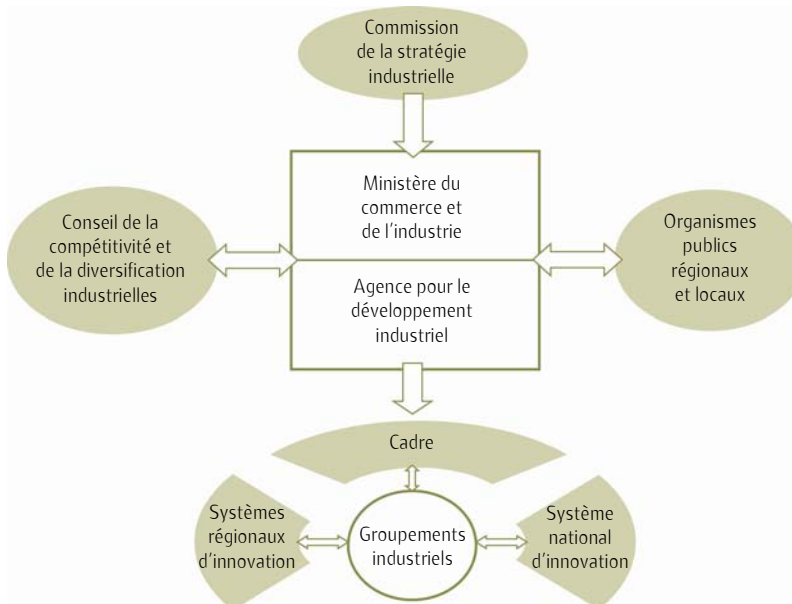 Commission
de la stratégie
industrielle
Ministère du
commerce et
de l’industrie
Conseil de la
compétitivité et
de la diversification
industrielles
Organismes
publics
régionaux
et locaux
Agence pour le
développement
industriel
Cadre
Systèmes
régionaux
d’innovation
Groupements
industriels
Système
national
d’innovation